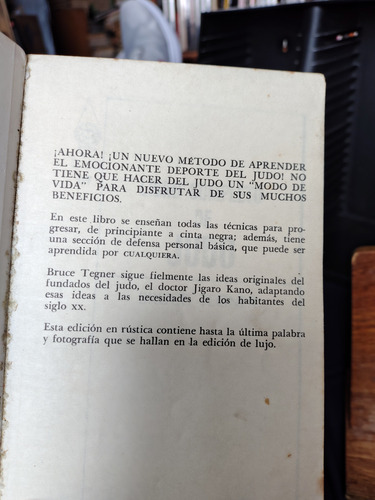 ¡AHORA! ¡UN NUEVO MÉTODO DE APRENDER
EL EMOCIONANTE DEPORTE DEL JUDO! NO
TIENE QUE HACER DEL JUDO UN "MODO DE
VIDA" PARA DISFRUTAR DE SUS MUCHOS
BENEFICIOS.
En este libro se enseñan todas las técnicas para pro-
gresar, de principiante a cinta negra; además, tiene
una sección de defensa personal básica, que puede ser
aprendida por CUALQUIERA.
Bruce Tegner sigue fielmente las ideas originales del
fundados del judo, el doctor Jigaro Kano, adaptando
esas ideas a las necesidades de los habitantes del
siglo XX.
Esta edición en rústica contiene hasta la última palabra
y fotografía que se hallan en la edición de lujo.